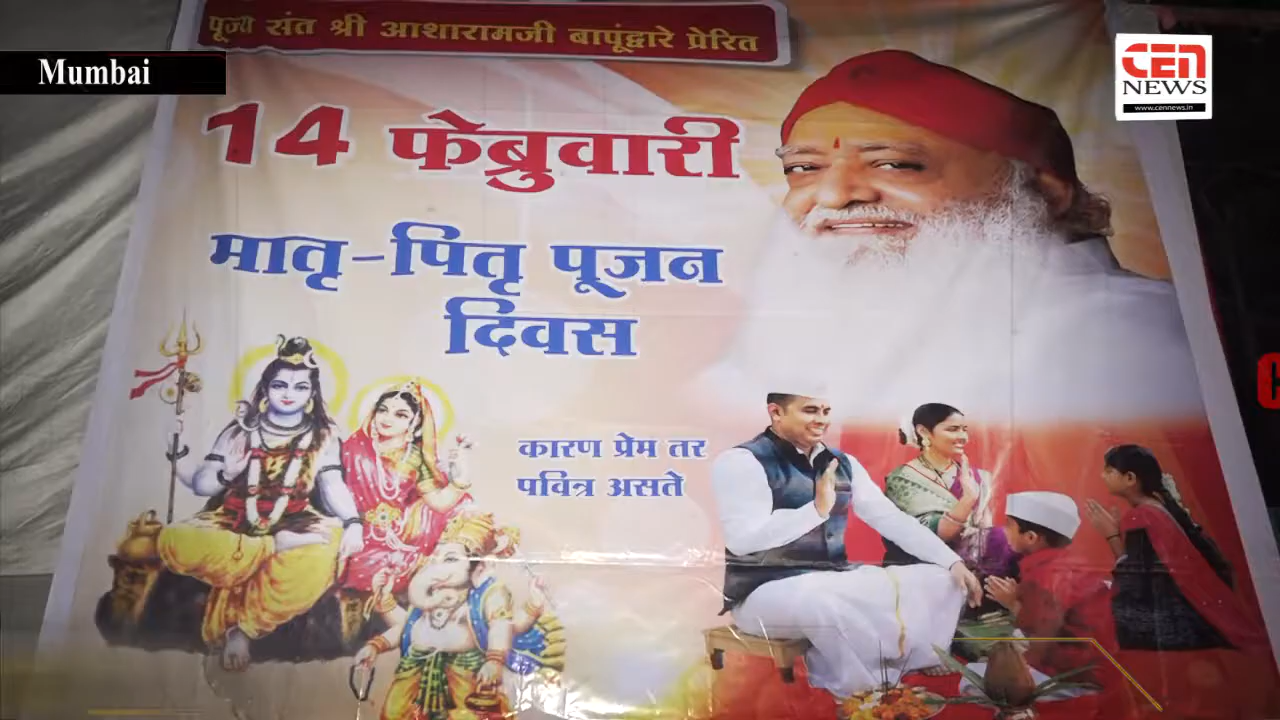 पूज्य संत श्री आशारामजी बापूंद्वारे प्रेरित
Mumbai
CEN
NEWS
www.cennews.in
14 फेब्रुवारी
मातृ-पितृ पूजन
दिवस
कारण प्रेम तर
पवित्र असते